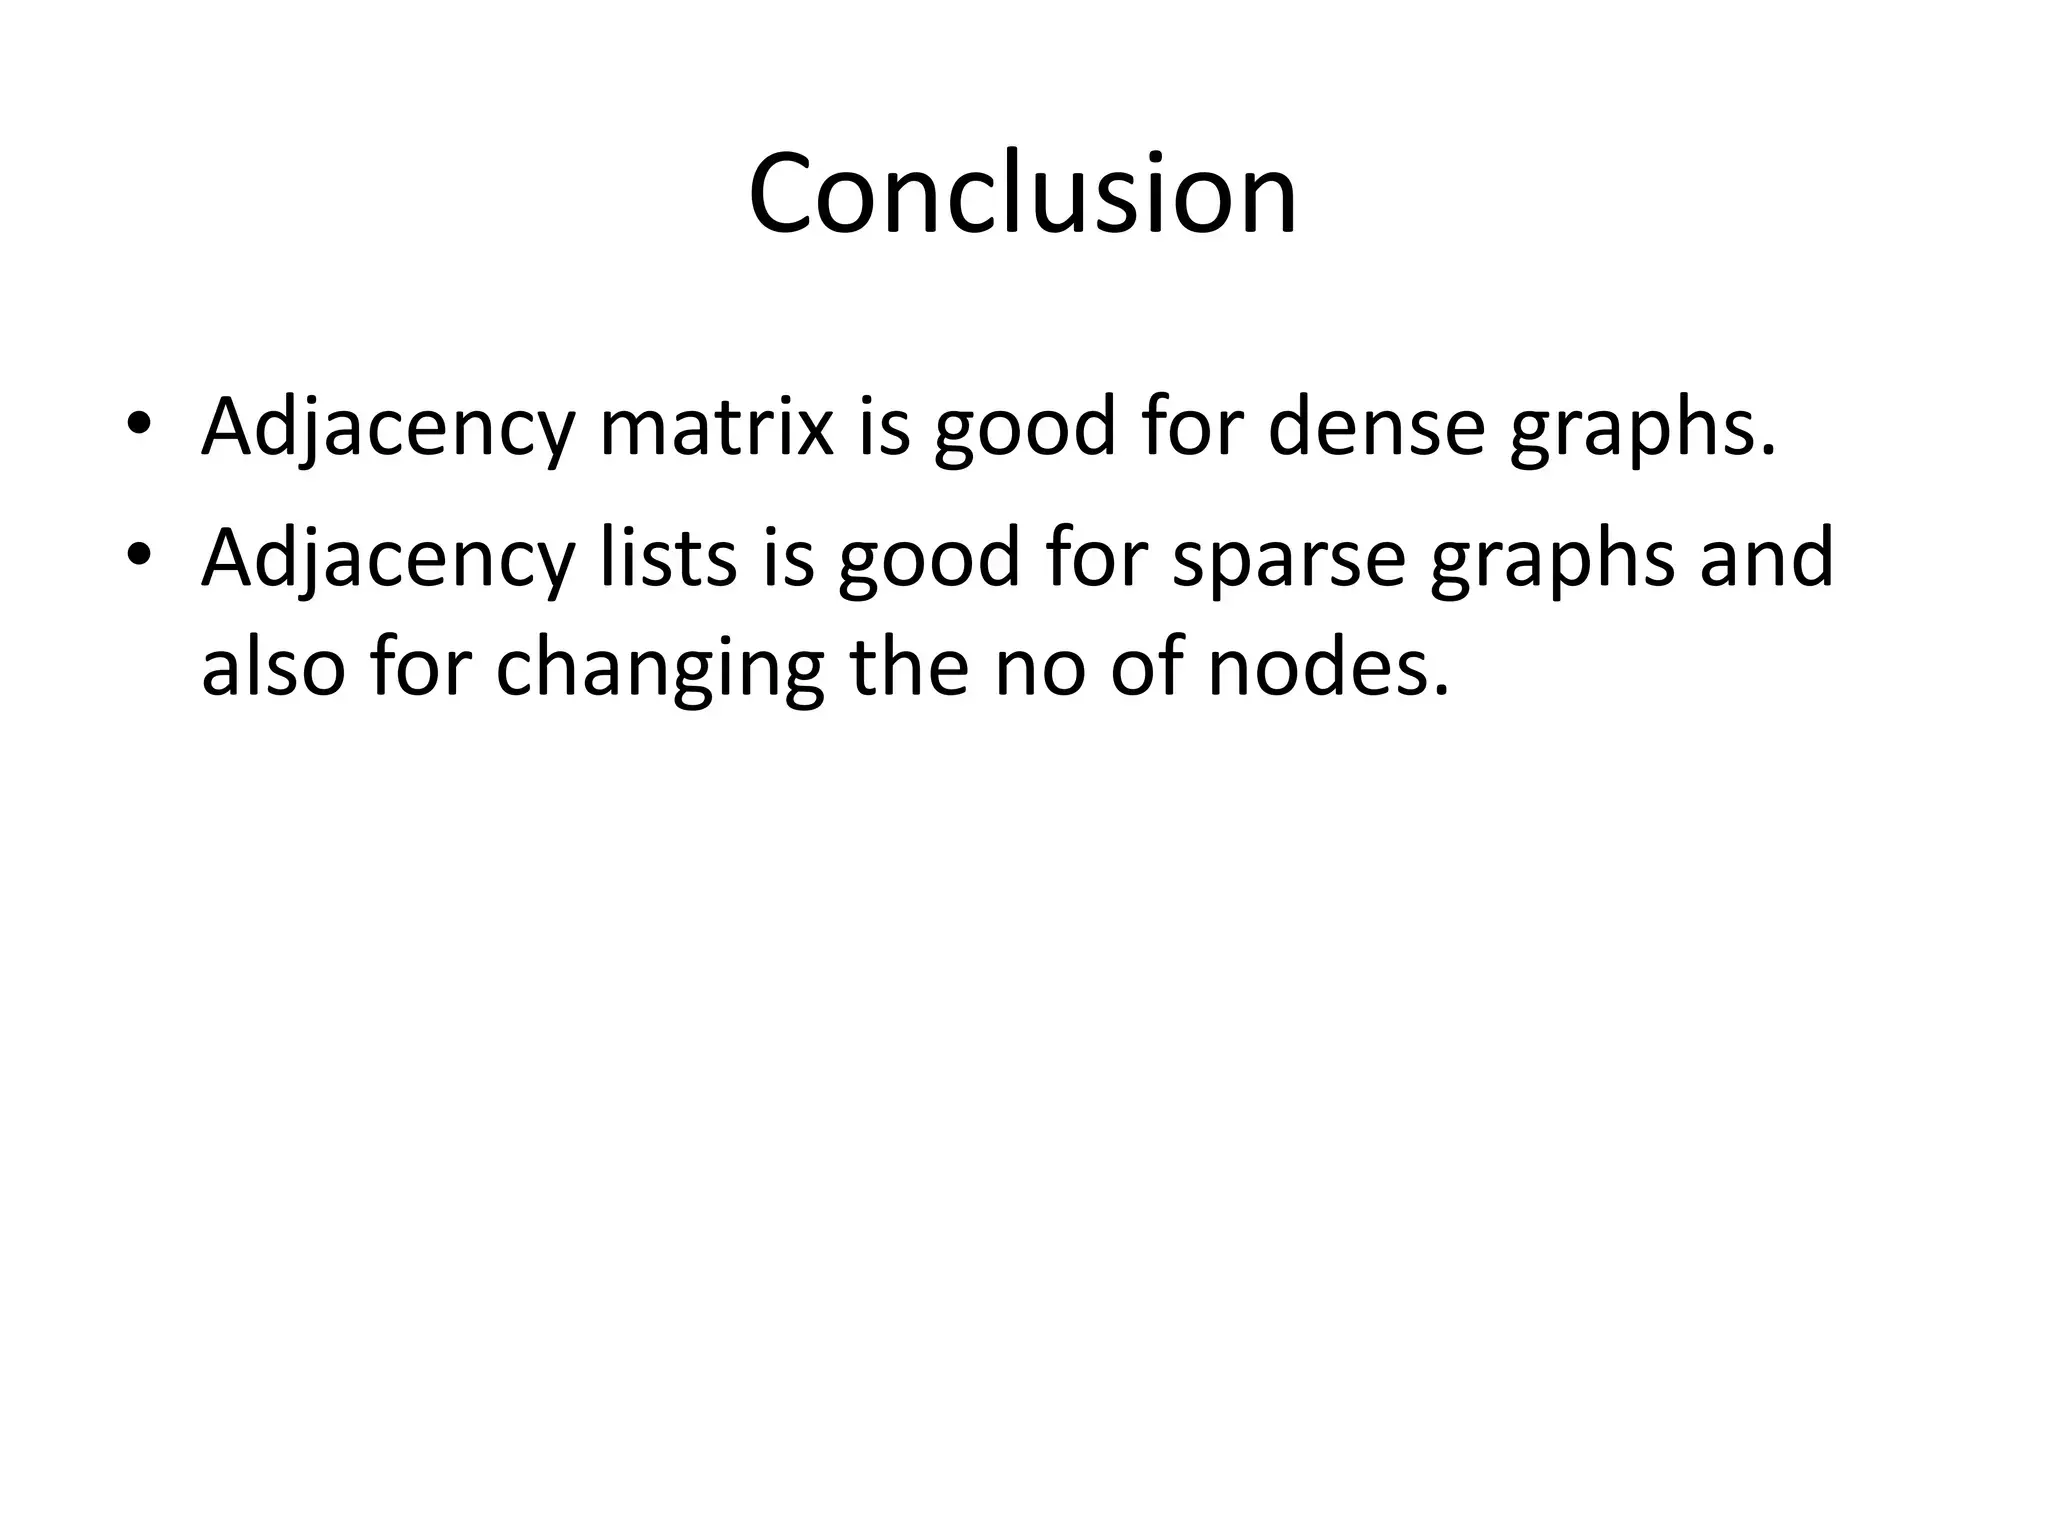 Conclusion
• Adjacency matrix is good for dense graphs.
• Adjacency lists is good for sparse graphs and
also for changing the no of nodes.